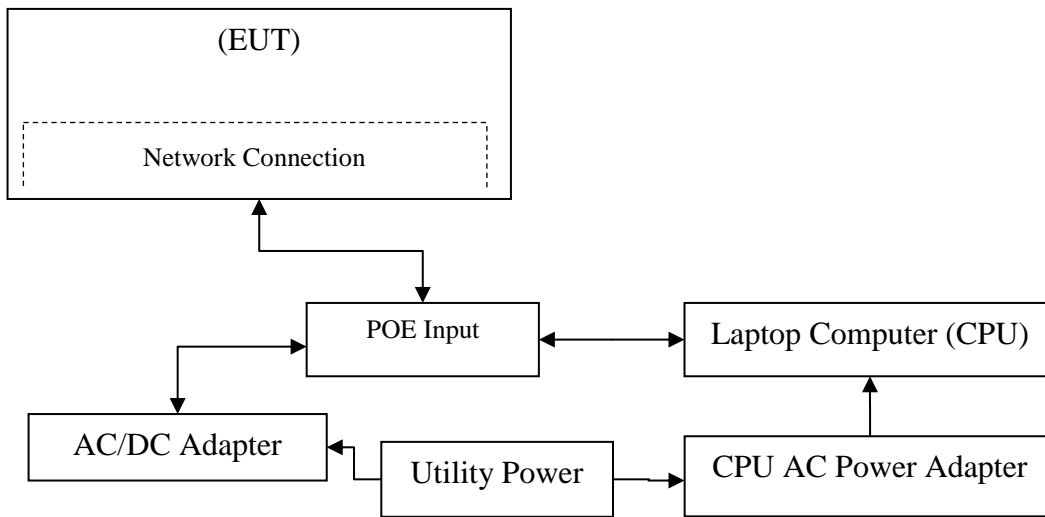 (EUT)
Network Connection
POE Input
Laptop Computer (CPU)
AC/DC Adapter
Utility Power
CPU AC Power Adapter